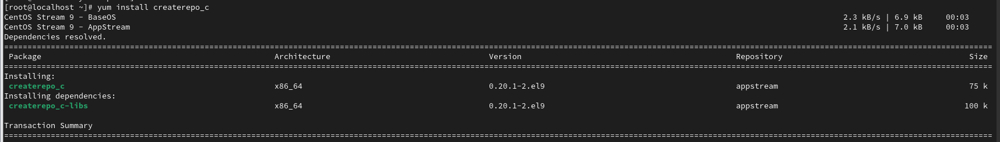 [root@localhost ~]# yum install createrepo_c
CentOS Stream 9 - BaseOS 2.3 kB/s | 6.9 kB 00:03
CentOS Stream 9 - AppStream 2.1 kB/s | 7.0 kB 00:03
Dependencies resolved.
================================================================================
Package Architecture Version Repository Size
================================================================================
Installing:
createrepo_c x86_64 0.20.1-2.el9 appstream 75 k
Installing dependencies:
createrepo_c-libs x86_64 0.20.1-2.el9 appstream 100 k
Transaction Summary
================================================================================